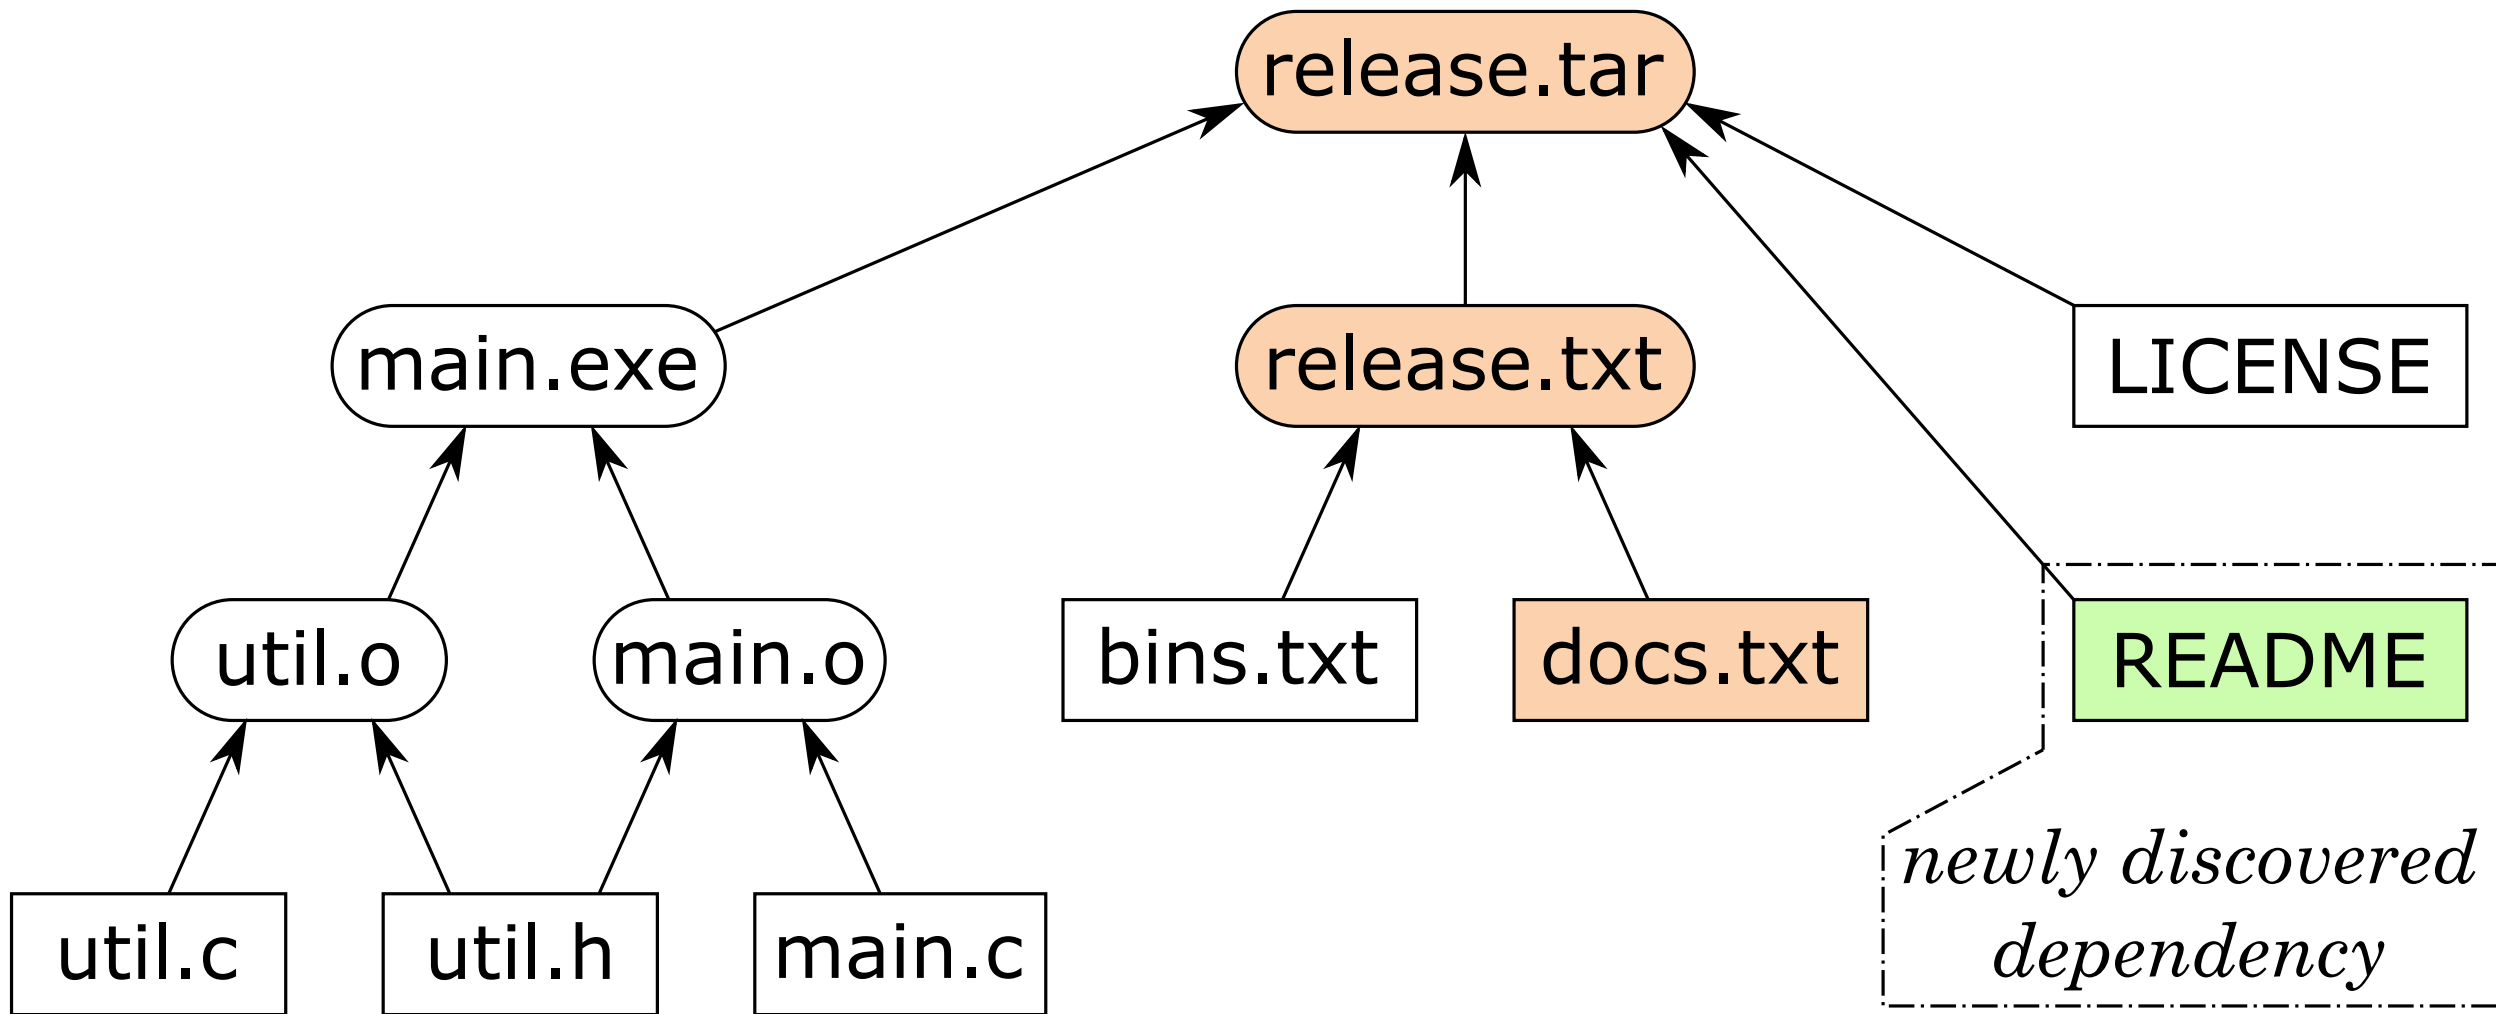 release.tar
main.exe
release.txt
LICENSE
util.o
main.o
bins.txt
docs.txt
README
newly discovered
dependency
util.c
util.h
main.c